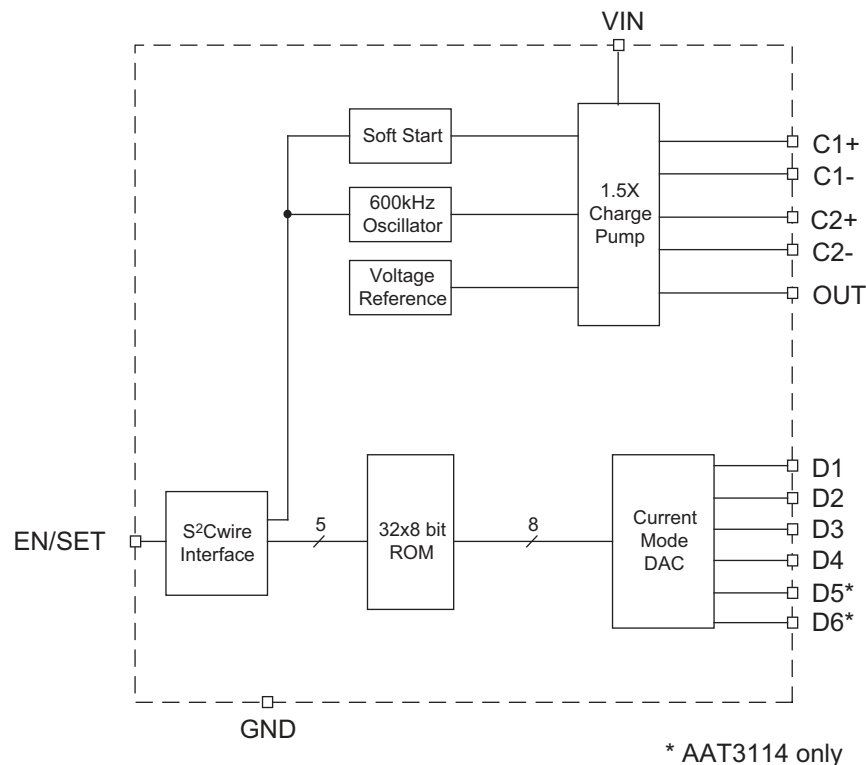 VIN
Soft Start
600kHz
Oscillator
Voltage
Reference
1.5X
Charge
Pump
C1+
C1-
C2+
C2-
OUT
EN/SET
S²Cwire
Interface
5
32x8 bit
ROM
8
Current
Mode
DAC
D1
D2
D3
D4
D5*
D6*
GND
* AAT3114 only